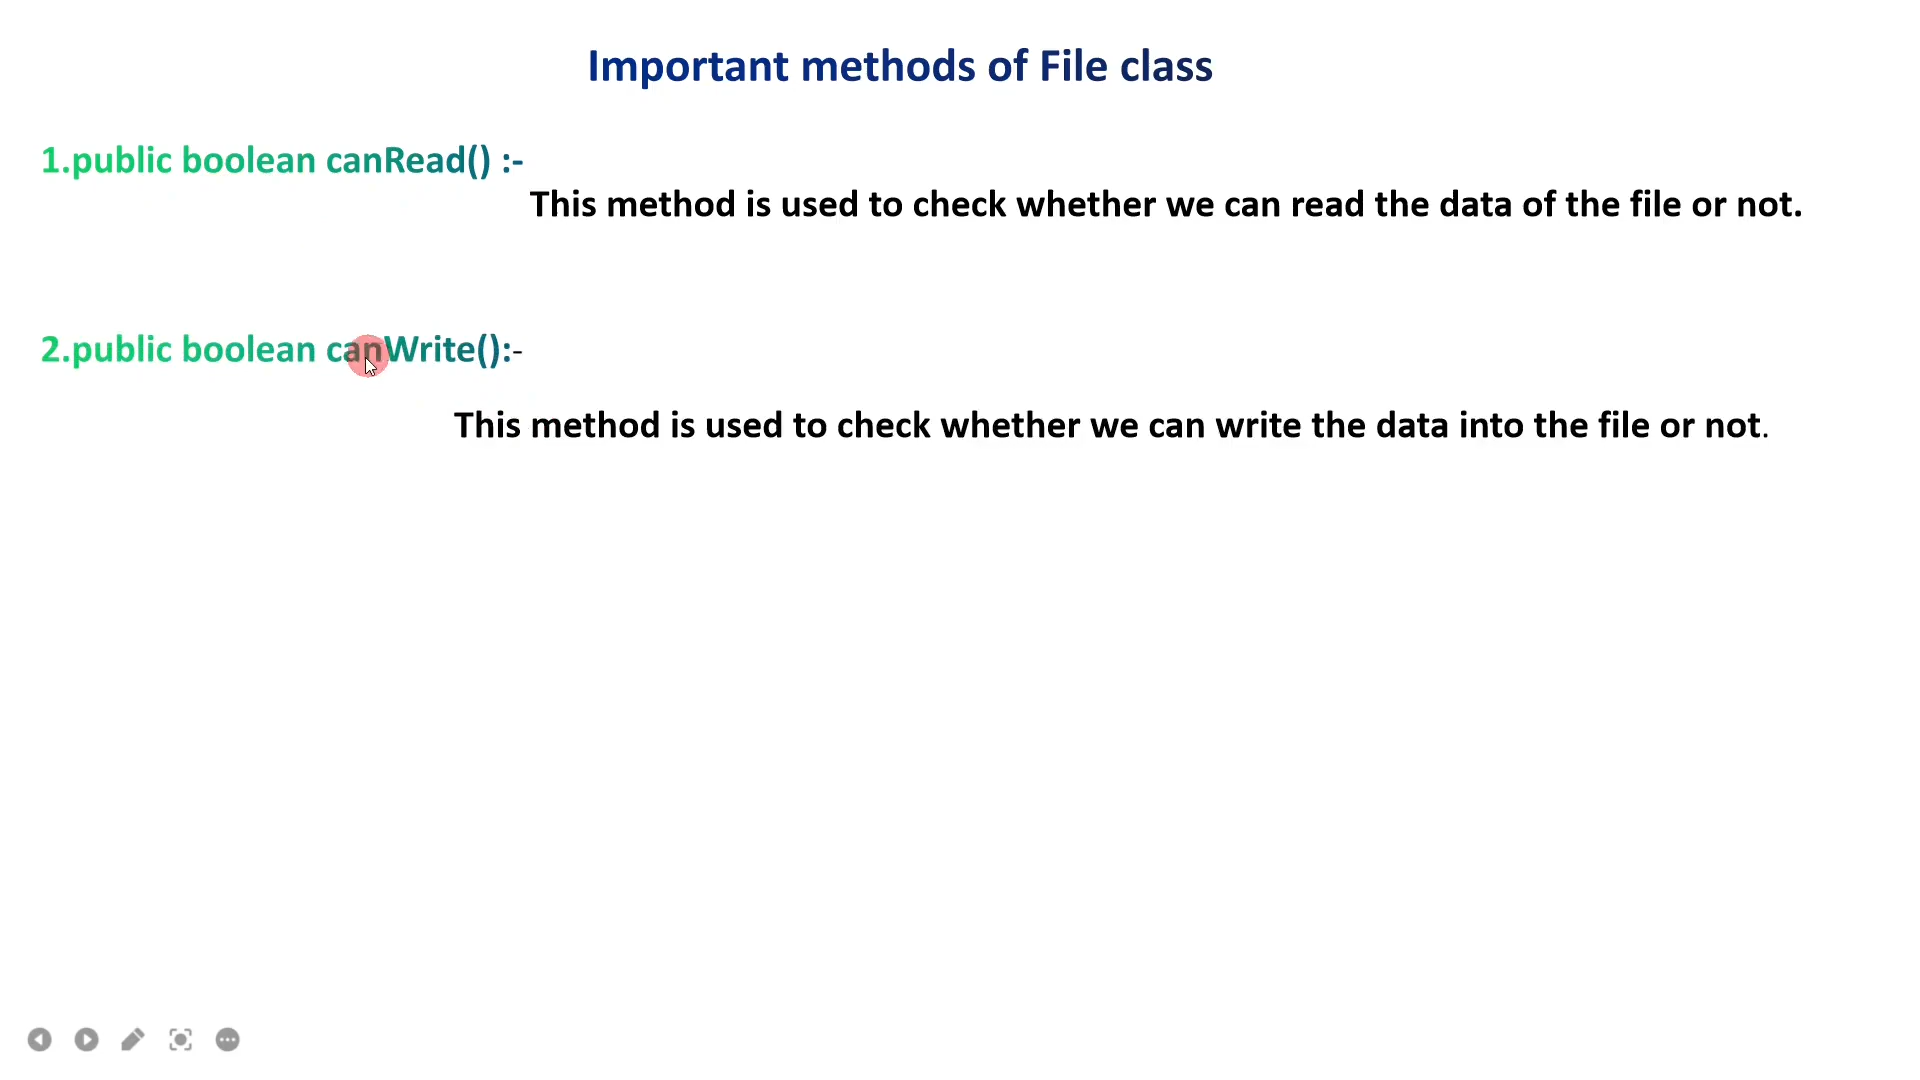 Important methods of File class
1.public boolean canRead() :-
This method is used to check whether we can read the data of the file or not.
2.public boolean canWrite():-
This method is used to check whether we can write the data into the file or not.